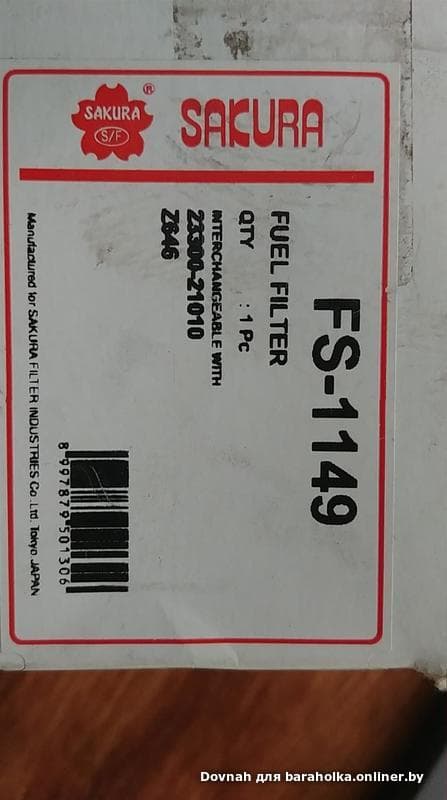 SAKURA
S/F
®
SAKURA
FS-1149
FUEL FILTER
QTY : 1 Pc
INTERCHANGEABLE WITH
23300-21010
Z646
Manufactured for SAKURA FILTER INDUSTRIES Co.,Ltd. Tokyo JAPAN
8 997879 501306
Dovnah для baraholka.onliner.by